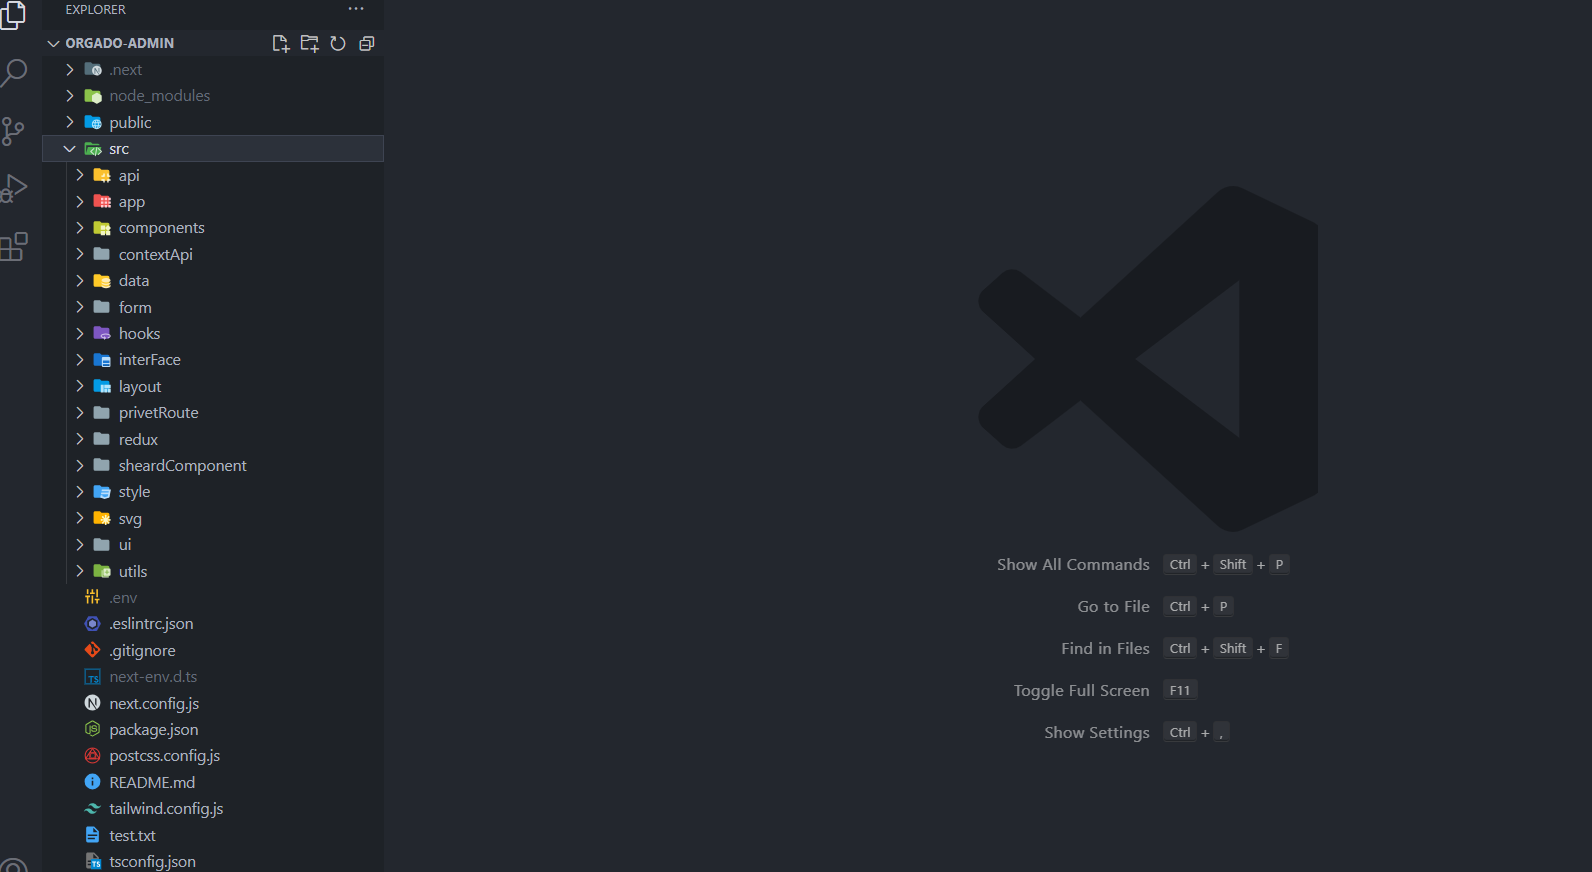 EXPLORER
ORGADO-ADMIN
.next
node_modules
public
src
api
app
components
contextApi
data
form
hooks
interFace
layout
privetRoute
redux
sheardComponent
style
svg
ui
utils
.env
.eslintrc.json
.gitignore
next-env.d.ts
next.config.js
package.json
postcss.config.js
README.md
tailwind.config.js
test.txt
tsconfig.json
Show All Commands Ctrl + Shift + P
Go to File Ctrl + P
Find in Files Ctrl + Shift + F
Toggle Full Screen F11
Show Settings Ctrl + ,